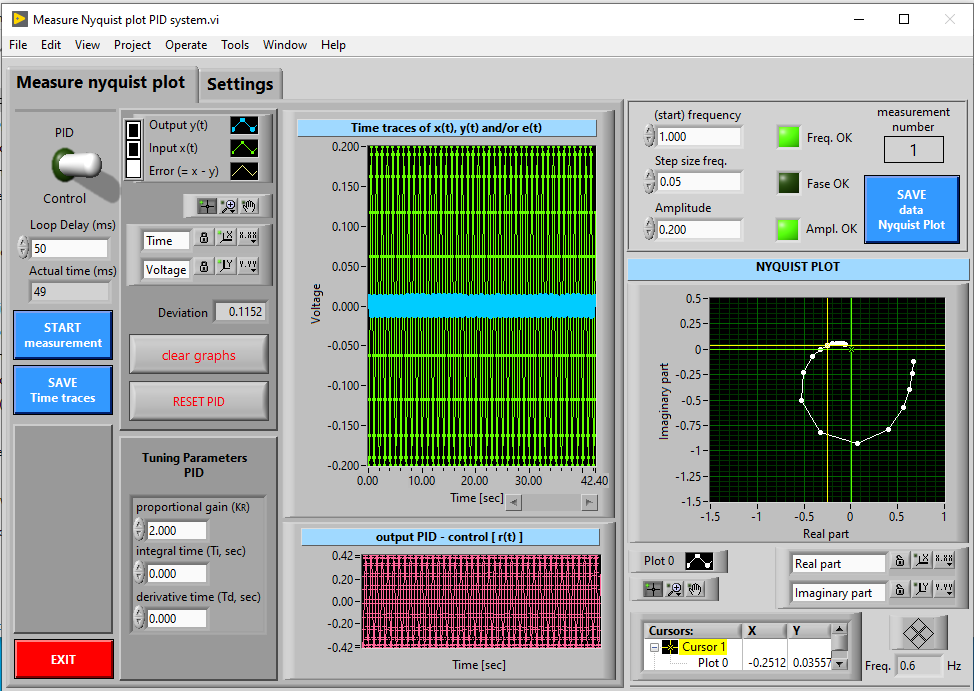 Measure Nyquist plot PID system.vi
File Edit View Project Operate Tools Window Help
Measure nyquist plot
Settings
PID
Control
Loop Delay (ms)
50
Actual time (ms)
49
START
measurement
SAVE
Time traces
EXIT
Output y(t)
Input x(t)
Error (= x - y)
Time
Voltage
Deviation 0.1152
clear graphs
RESET PID
Tuning Parameters
PID
proportional gain (KR)
2.000
integral time (Ti, sec)
0.000
derivative time (Td, sec)
0.000
Time traces of x(t), y(t) and/or e(t)
Voltage
0.200
0.150
0.100
0.050
0.000
-0.050
-0.100
-0.150
-0.200
0.00 10.00 20.00 30.00 42.40
Time [sec]
output PID - control [ r(t) ]
0.42
0.20
0.00
-0.20
-0.42
Time [sec]
(start) frequency
1.000
Step size freq.
0.05
Amplitude
0.200
Freq. OK
Fase OK
Ampl. OK
measurement
number
1
SAVE
data
Nyquist Plot
NYQUIST PLOT
Imaginary part
0.5
0.25
0
-0.25
-0.5
-0.75
-1
-1.25
-1.5
-1.5 -1 -0.5 0 0.5 1
Real part
Plot 0
Real part
Imaginary part
Cursors: X Y
Cursor 1
Plot 0 -0.2512 0.03557
Freq. 0.6 Hz